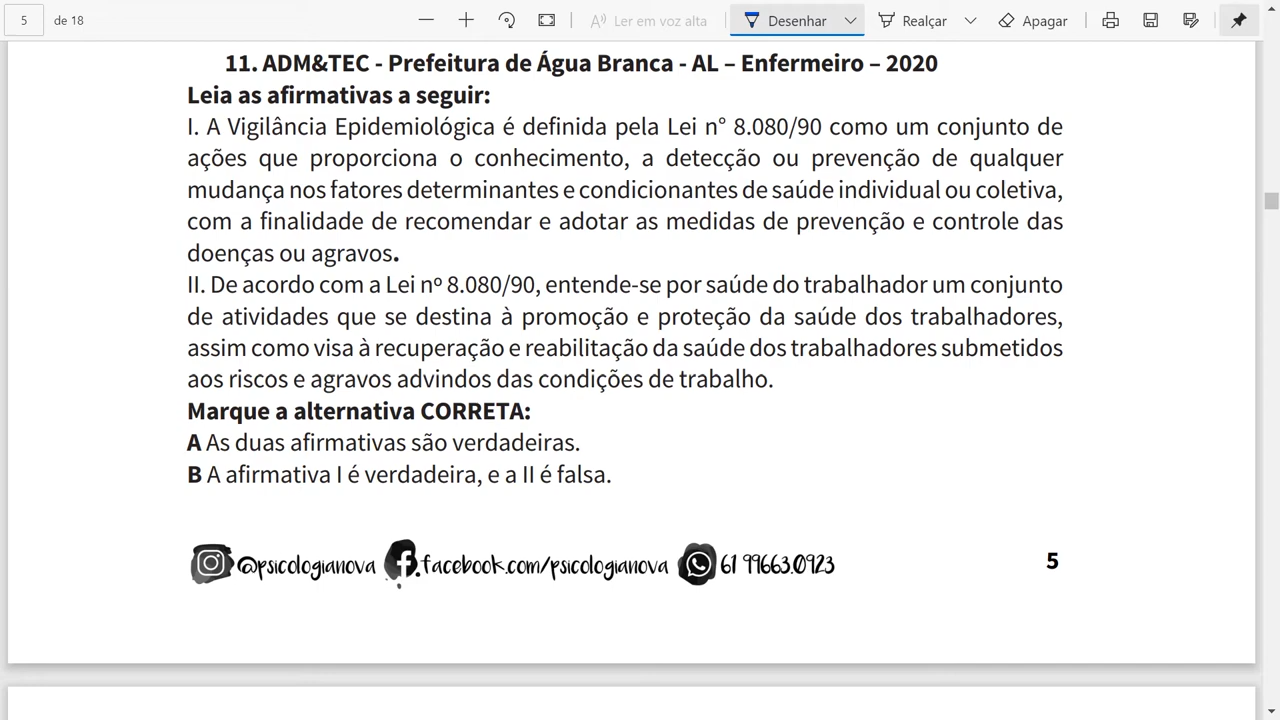 5 de 18 Ler em voz alta Desenhar Realçar Apagar
11. ADM&TEC - Prefeitura de Água Branca - AL – Enfermeiro – 2020
Leia as afirmativas a seguir:
I. A Vigilância Epidemiológica é definida pela Lei n° 8.080/90 como um conjunto de
ações que proporciona o conhecimento, a detecção ou prevenção de qualquer
mudança nos fatores determinantes e condicionantes de saúde individual ou coletiva,
com a finalidade de recomendar e adotar as medidas de prevenção e controle das
doenças ou agravos.
II. De acordo com a Lei nº 8.080/90, entende-se por saúde do trabalhador um conjunto
de atividades que se destina à promoção e proteção da saúde dos trabalhadores,
assim como visa à recuperação e reabilitação da saúde dos trabalhadores submetidos
aos riscos e agravos advindos das condições de trabalho.
Marque a alternativa CORRETA:
A As duas afirmativas são verdadeiras.
B A afirmativa I é verdadeira, e a II é falsa.
@psicologianova facebook.com/psicologianova 61 99663.0923 5